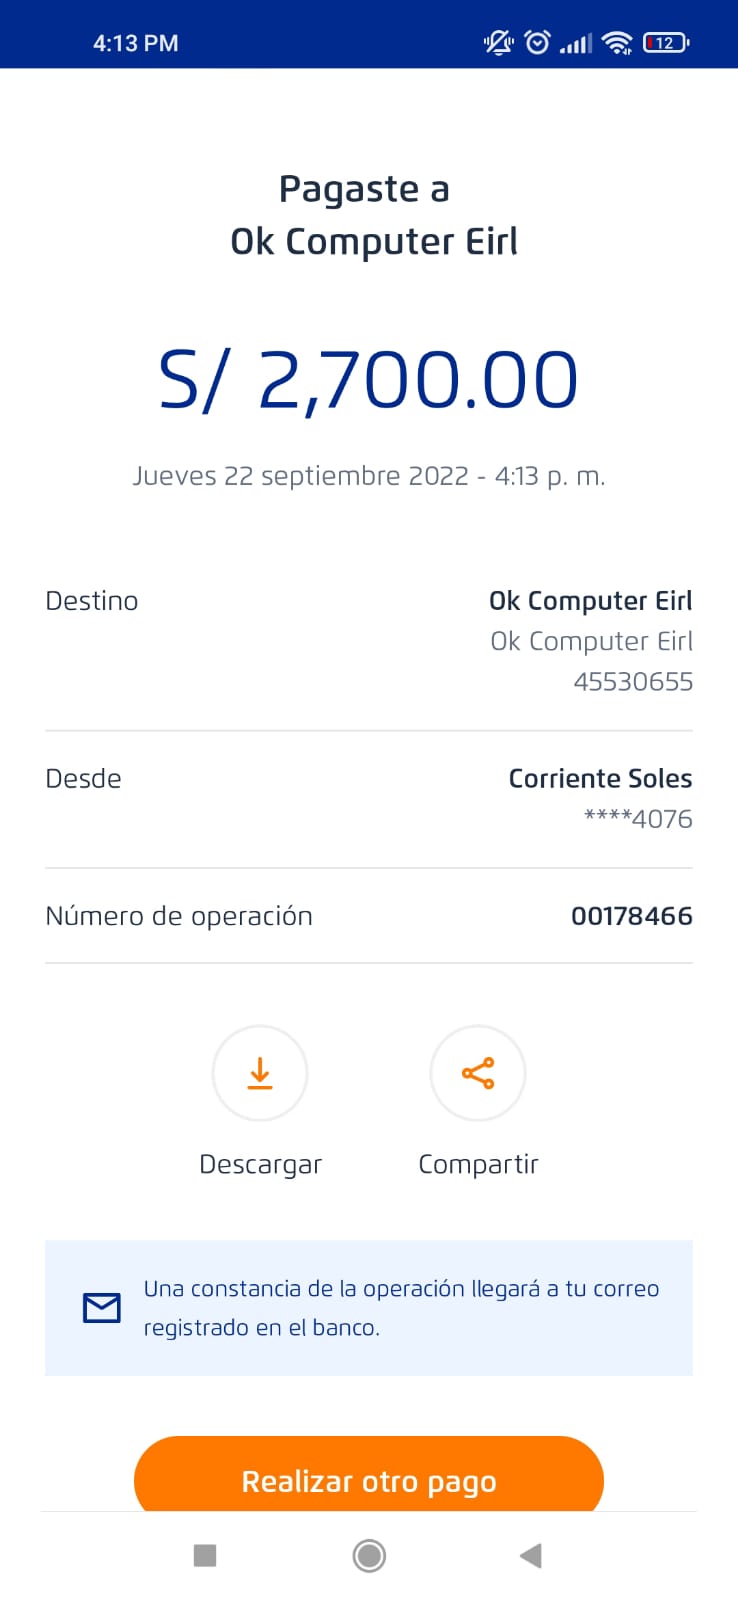 4:13 PM
12
Pagaste a
Ok Computer Eirl
S/ 2,700.00
Jueves 22 septiembre 2022 - 4:13 p. m.
Destino
Ok Computer Eirl
Ok Computer Eirl
45530655
Desde
Corriente Soles
****4076
Número de operación
00178466
Descargar
Compartir
Una constancia de la operación llegará a tu correo
registrado en el banco.
Realizar otro pago